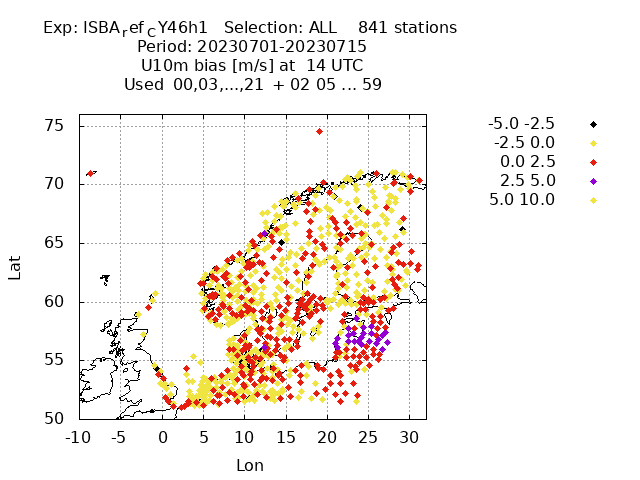 Exp: ISBA_ref_CY46h1 Selection: ALL 841 stations
Period: 20230701-20230715
U10m bias [m/s] at 14 UTC
Used 00,03,...,21 + 02 05 ... 59
-5.0 -2.5
-2.5 0.0
0.0 2.5
2.5 5.0
5.0 10.0
75
70
65
60
55
50
Lat
-10 -5 0 5 10 15 20 25 30
Lon